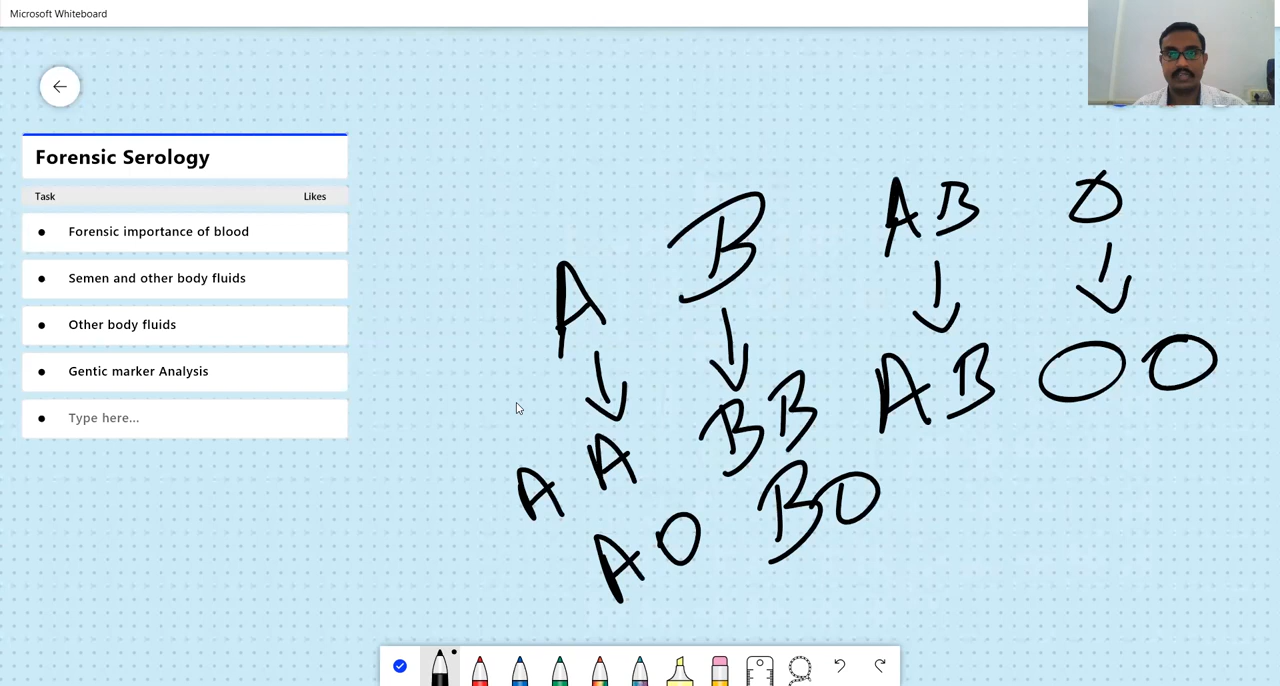 Microsoft Whiteboard
Forensic Serology
Task Likes
Forensic importance of blood
Semen and other body fluids
Other body fluids
Gentic marker Analysis
Type here...
A B AB O
A A BB AB OO
AO BO